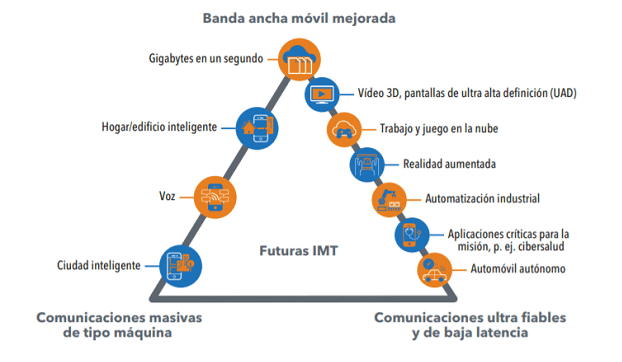 Banda ancha móvil mejorada
Gigabytes en un segundo
Vídeo 3D, pantallas de ultra alta definición (UAD)
Hogar/edificio inteligente
Trabajo y juego en la nube
Realidad aumentada
Voz
Automatización industrial
Aplicaciones críticas para la
misión, p. ej. cibersalud
Futuras IMT
Ciudad inteligente
Automóvil autónomo
Comunicaciones masivas
de tipo máquina
Comunicaciones ultra fiables
y de baja latencia